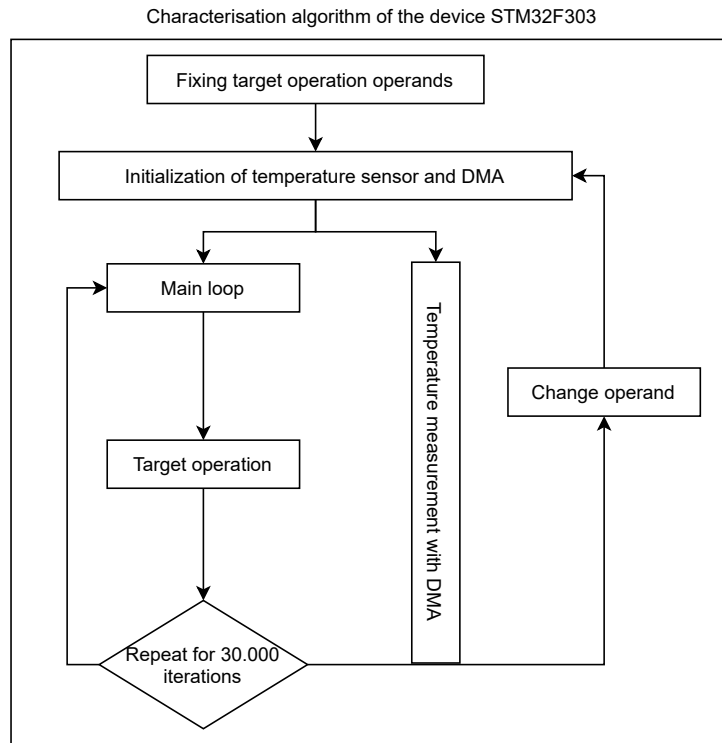 Characterisation algorithm of the device STM32F303
Fixing target operation operands
Initialization of temperature sensor and DMA
Main loop
Temperature measurement with DMA
Change operand
Target operation
Repeat for 30.000
iterations